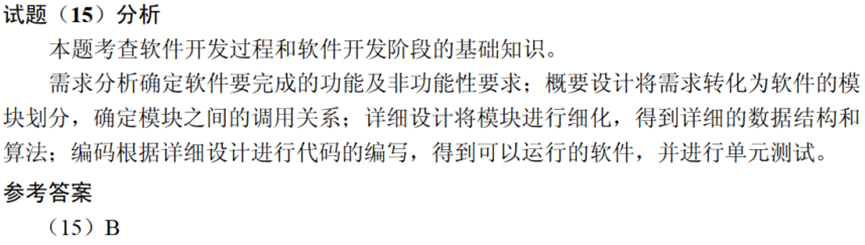 试题（15）分析
本题考查软件开发过程和软件开发阶段的基础知识。
需求分析确定软件要完成的功能及非功能性要求；概要设计将需求转化为软件的模
块划分，确定模块之间的调用关系；详细设计将模块进行细化，得到详细的数据结构和
算法；编码根据详细设计进行代码的编写，得到可以运行的软件，并进行单元测试。
参考答案
（15）B